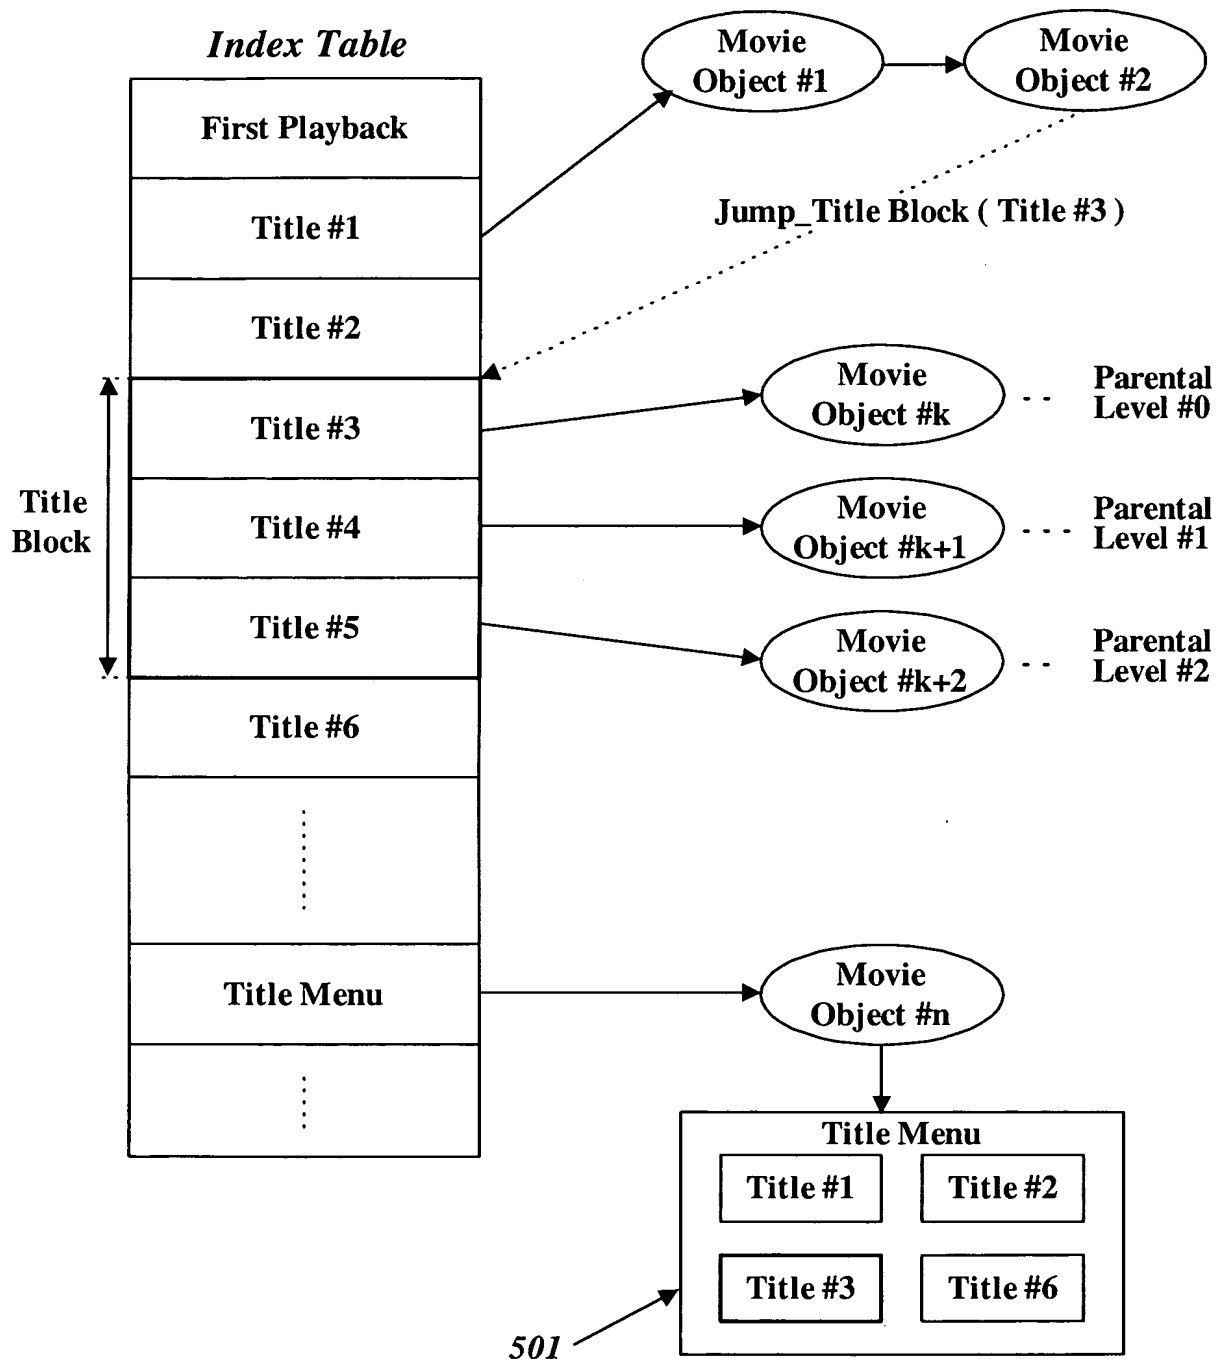 Index Table
First Playback
Title #1
Title #2
Title #3
Title #4
Title #5
Title #6
Title Menu
Title
Block
Movie
Object #1
Movie
Object #2
Jump_Title Block ( Title #3 )
Movie
Object #k
Parental
Level #0
Movie
Object #k+1
Parental
Level #1
Movie
Object #k+2
Parental
Level #2
Movie
Object #n
Title Menu
Title #1
Title #2
Title #3
Title #6
501